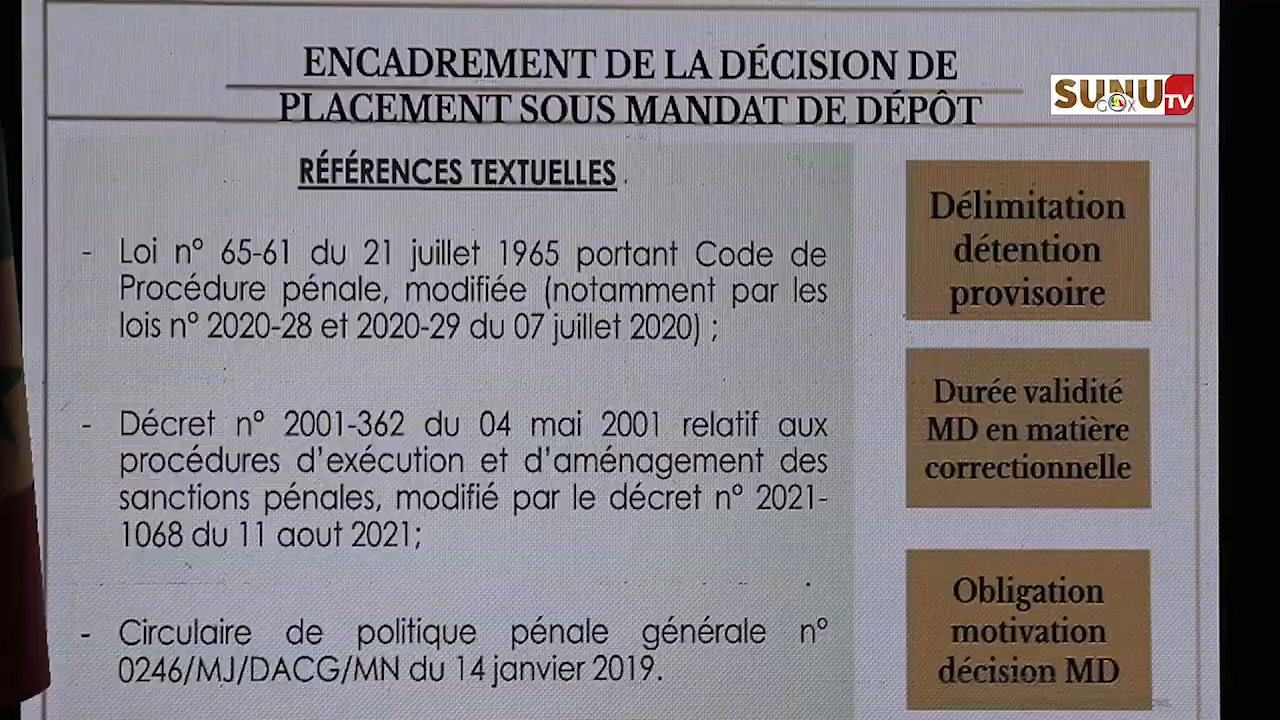 ENCADREMENT DE LA DÉCISION DE
PLACEMENT SOUS MANDAT DE DÉPÔT
SUNU TV
GOX
RÉFÉRENCES TEXTUELLES .
- Loi n° 65-61 du 21 juillet 1965 portant Code de
Procédure pénale, modifiée (notamment par les
lois n° 2020-28 et 2020-29 du 07 juillet 2020) ;
- Décret n° 2001-362 du 04 mai 2001 relatif aux
procédures d'exécution et d'aménagement des
sanctions pénales, modifié par le décret n° 2021-
1068 du 11 aout 2021;
- Circulaire de politique pénale générale n°
0246/MJ/DACG/MN du 14 janvier 2019.
Délimitation
détention
provisoire
Durée validité
MD en matière
correctionnelle
Obligation
motivation
décision MD